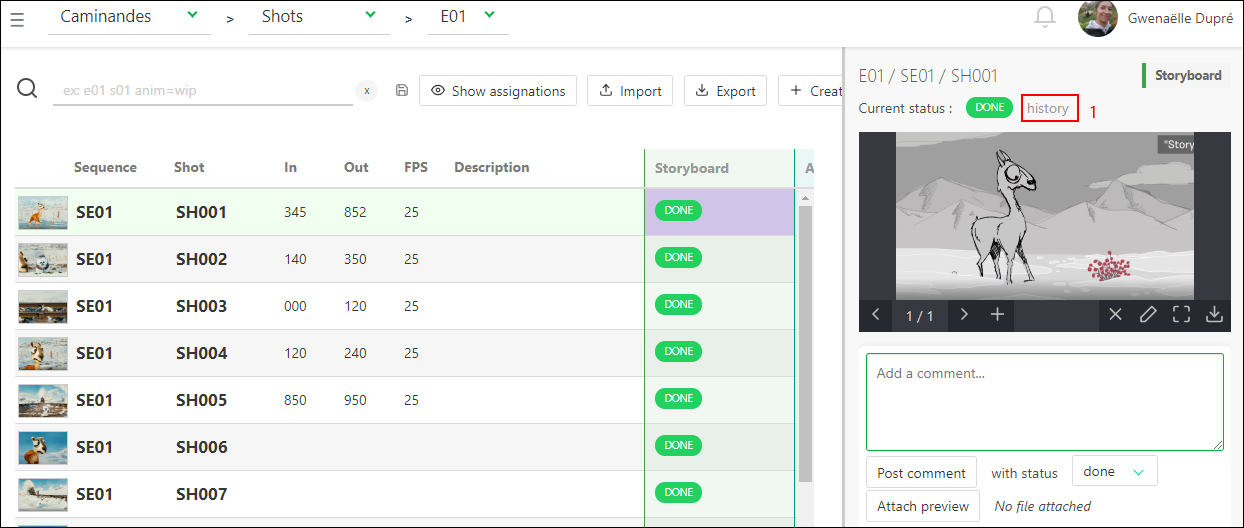 Caminandes > Shots > E01 Gwenaëlle Dupré
ex: e01 s01 anim=wip x Show assignations Import Export Creat
Sequence Shot In Out FPS Description Storyboard A
SE01 SH001 345 852 25 DONE
SE01 SH002 140 350 25 DONE
SE01 SH003 000 120 25 DONE
SE01 SH004 120 240 25 DONE
SE01 SH005 850 950 25 DONE
SE01 SH006 DONE
SE01 SH007 DONE
E01 / SE01 / SH001 Storyboard
Current status : DONE history 1
"Story
1 / 1
Add a comment...
Post comment with status done
Attach preview No file attached